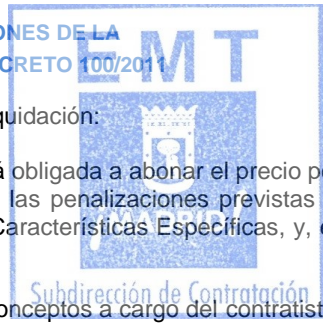 ONES DE LA
CRETO 100/2011
EMT
quidación:
á obligada a abonar el precio p
las penalizaciones previstas
Características Específicas, y,
¡MADRID!
Subdirección de Contratación
onceptos a cargo del contratist